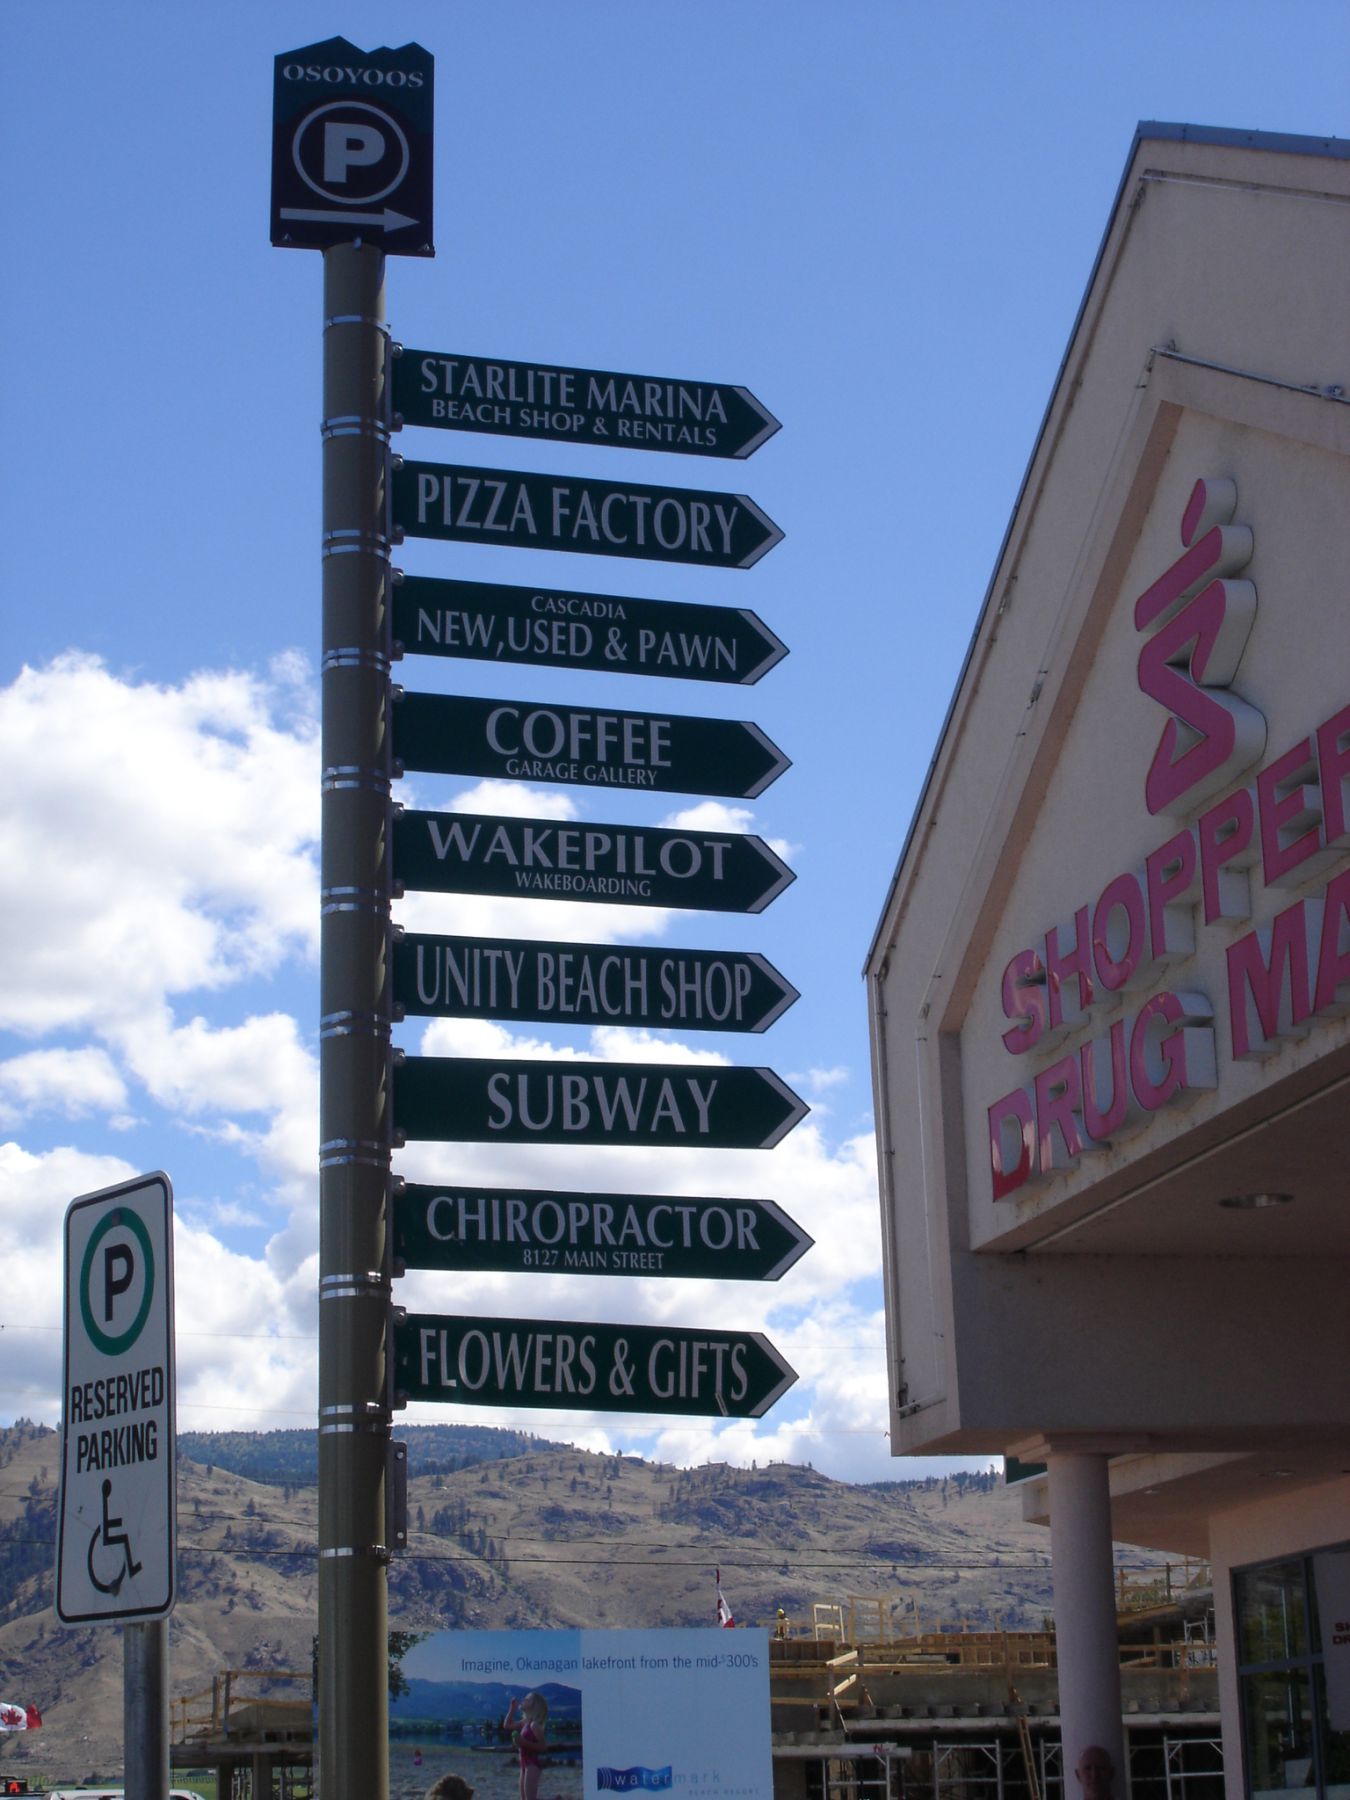 OSOYOOS
P
STARLITE MARINA
BEACH SHOP & RENTALS
PIZZA FACTORY
CASCADIA
NEW, USED & PAWN
COFFEE
GARAGE GALLERY
WAKEPILOT
WAKEBOARDING
UNITY BEACH SHOP
SUBWAY
CHIROPRACTOR
8127 MAIN STREET
FLOWERS & GIFTS
P
RESERVED
PARKING
SHOPPER
DRUG MA
Imagine, Okanagan lakefront from the mid-$300's
watermark
BEACH RESORT